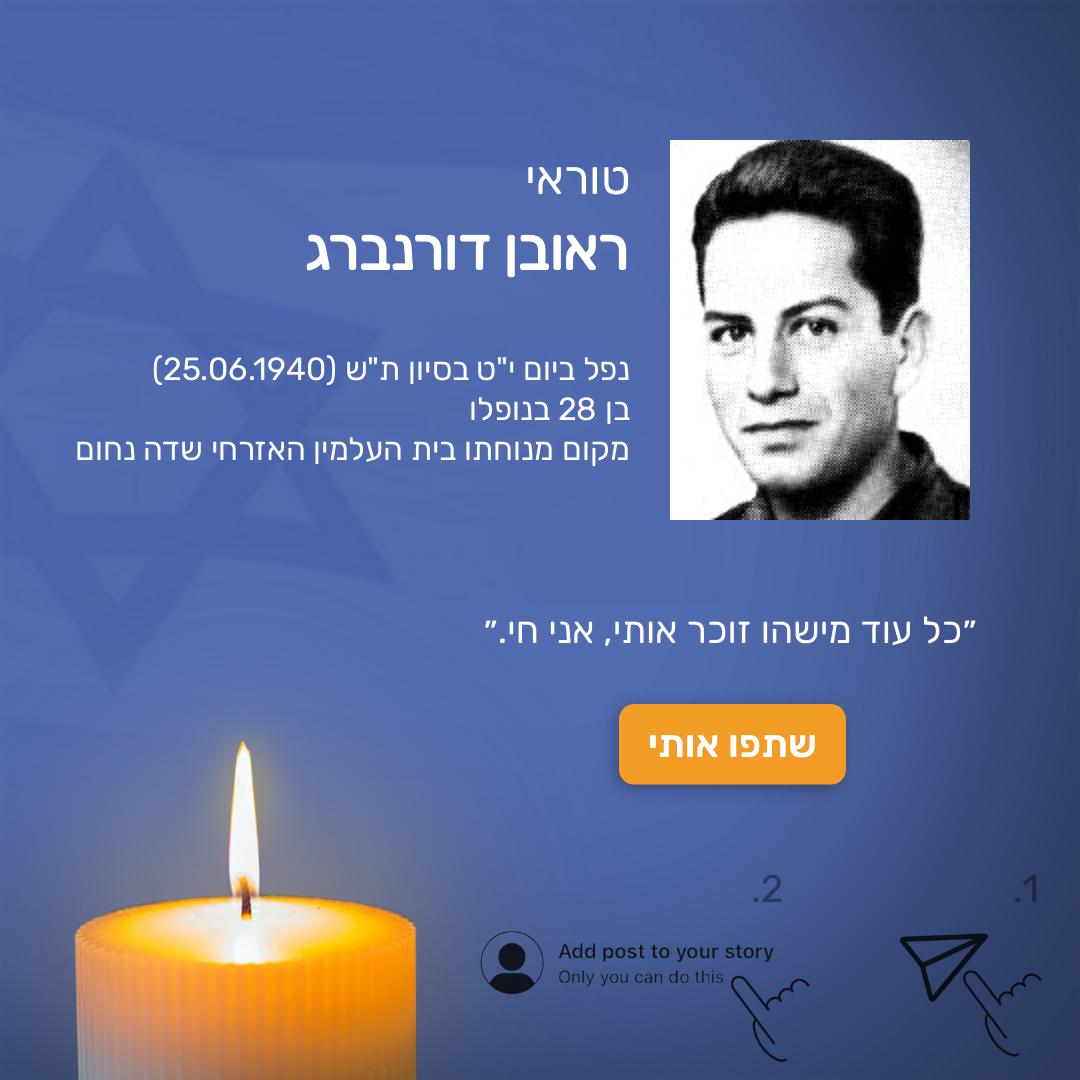 טוראי
ראובן דורנברג
נפל ביום י"ט בסיון ת"ש (25.06.1940)
בן 28 בנופלו
מקום מנוחתו בית העלמין האזרחי שדה נחום
״כל עוד מישהו זוכר אותי, אני חי.״
שתפו אותי
1.
2.
Add post to your story
Only you can do this